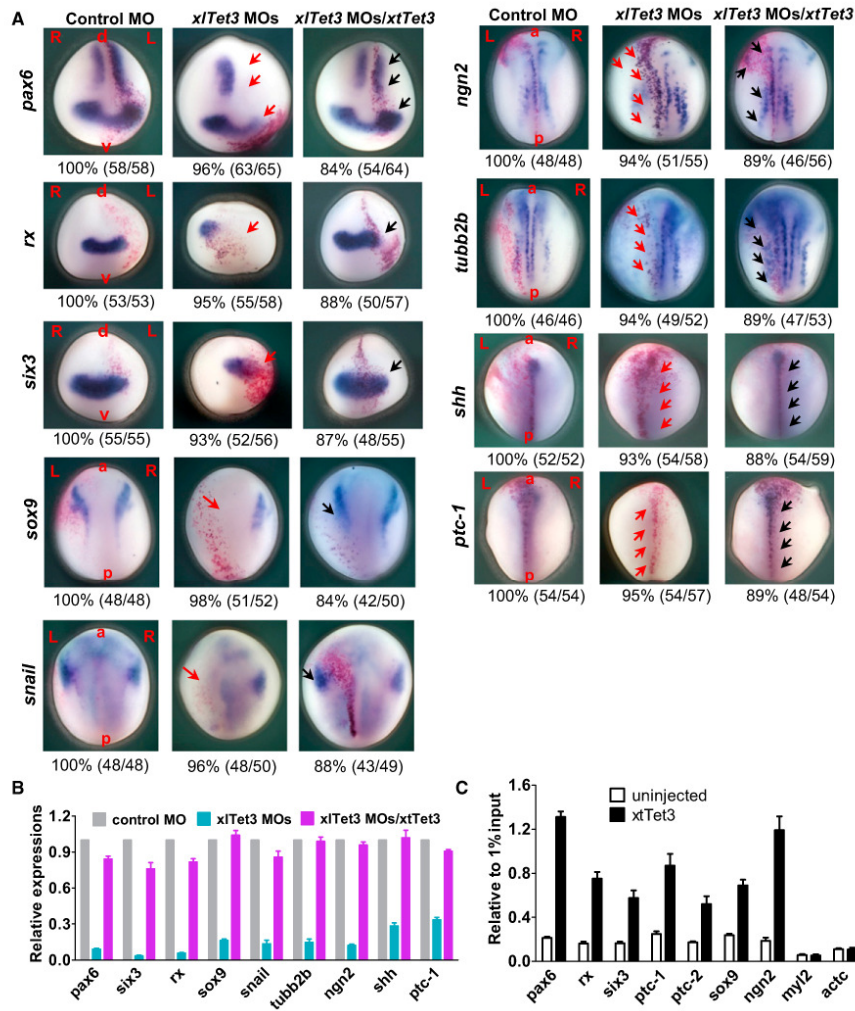 A
Control MO xlTet3 MOs xlTet3 MOs/xtTet3
R d L
pax6
v
100% (58/58) 96% (63/65) 84% (54/64)
R d L
rx
v
100% (53/53) 95% (55/58) 88% (50/57)
R d L
six3
v
100% (55/55) 93% (52/56) 87% (48/55)
L a R
sox9
p
100% (48/48) 98% (51/52) 84% (42/50)
L a R
snail
p
100% (48/48) 96% (48/50) 88% (43/49)
Control MO xlTet3 MOs xlTet3 MOs/xtTet3
L a R
ngn2
p
100% (48/48) 94% (51/55) 89% (46/56)
L a R
tubb2b
p
100% (46/46) 94% (49/52) 89% (47/53)
L a R
shh
p
100% (52/52) 93% (54/58) 88% (54/59)
L a R
ptc-1
p
100% (54/54) 95% (54/57) 89% (48/54)
B
Relative expressions
1.2
0.9
0.6
0.3
0.0
control MO xlTet3 MOs xlTet3 MOs/xtTet3
pax6 six3 rx sox9 snail tubb2b ngn2 shh ptc-1
C
Relative to 1% input
1.6
1.2
0.8
0.4
0.0
uninjected
xtTet3
pax6 rx six3 ptc-1 ptc-2 sox9 ngn2 myl2 actc